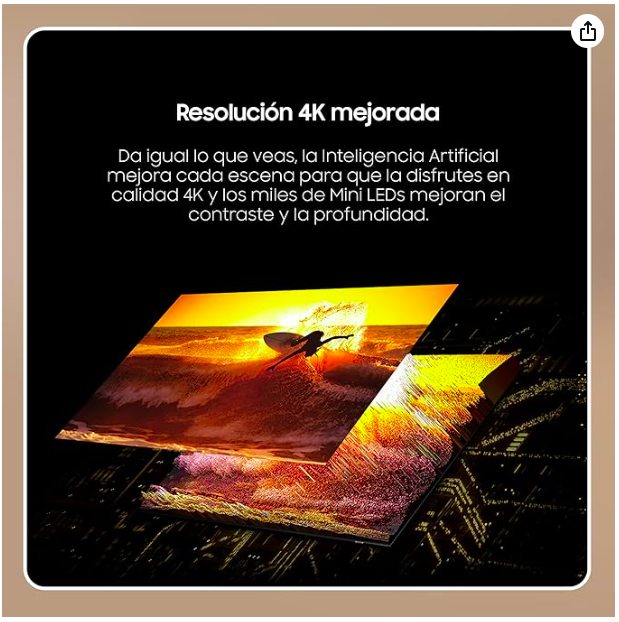 Resolución 4K mejorada
Da igual lo que veas, la Inteligencia Artificial
mejora cada escena para que la disfrutes en
calidad 4K y los miles de Mini LEDs mejoran el
contraste y la profundidad.